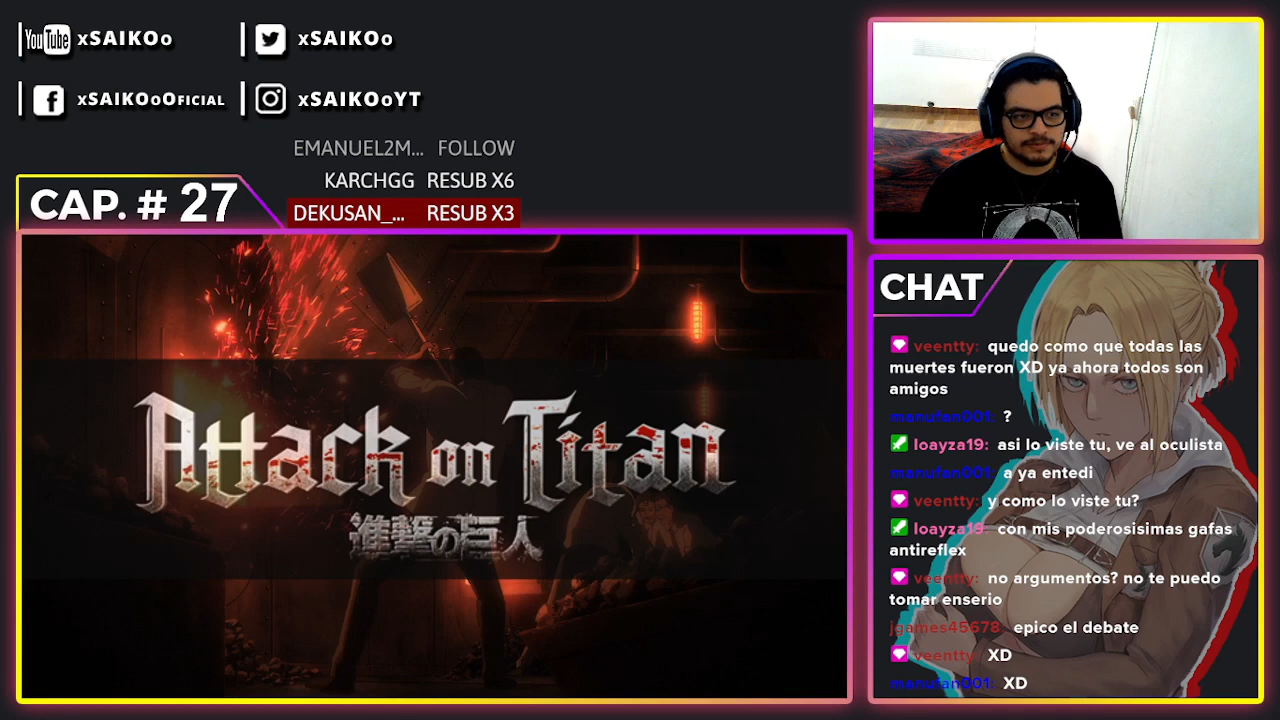 YouTube xSAIKOo
xSAIKOo
xSAIKOoOFICIAL
xSAIKOoYT
EMANUEL2M... FOLLOW
KARCHGG RESUB X6
DEKUSAN_... RESUB X3
CAP. # 27
Attack on Titan
進撃の巨人
CHAT
veentty: quedo como que todas las
muertes fueron XD ya ahora todos son
amigos
manufan001: ?
loayza19: asi lo viste tu, ve al oculista
manufan001: a ya entedi
veentty: y como lo viste tu?
loayza19: con mis poderosisimas gafas
antireflex
veentty: no argumentos? no te puedo
tomar enserio
jgames45678: epico el debate
veentty: XD
manufan001: XD